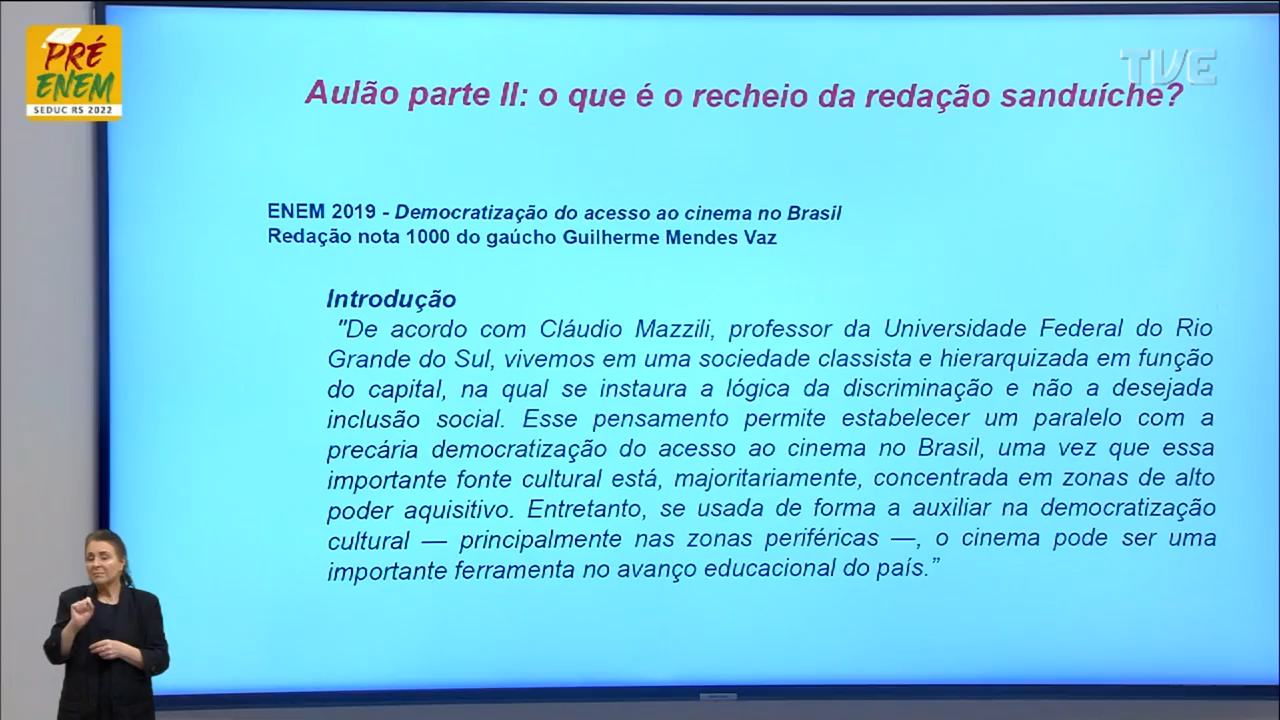 PRÉ
ENEM
SEDUC RS 2022
TVE
Aulão parte II: o que é o recheio da redação sanduíche?
ENEM 2019 - Democratização do acesso ao cinema no Brasil
Redação nota 1000 do gaúcho Guilherme Mendes Vaz
Introdução
"De acordo com Cláudio Mazzili, professor da Universidade Federal do Rio
Grande do Sul, vivemos em uma sociedade classista e hierarquizada em função
do capital, na qual se instaura a lógica da discriminação e não a desejada
inclusão social. Esse pensamento permite estabelecer um paralelo com a
precária democratização do acesso ao cinema no Brasil, uma vez que essa
importante fonte cultural está, majoritariamente, concentrada em zonas de alto
poder aquisitivo. Entretanto, se usada de forma a auxiliar na democratização
cultural — principalmente nas zonas periféricas —, o cinema pode ser uma
importante ferramenta no avanço educacional do país.”